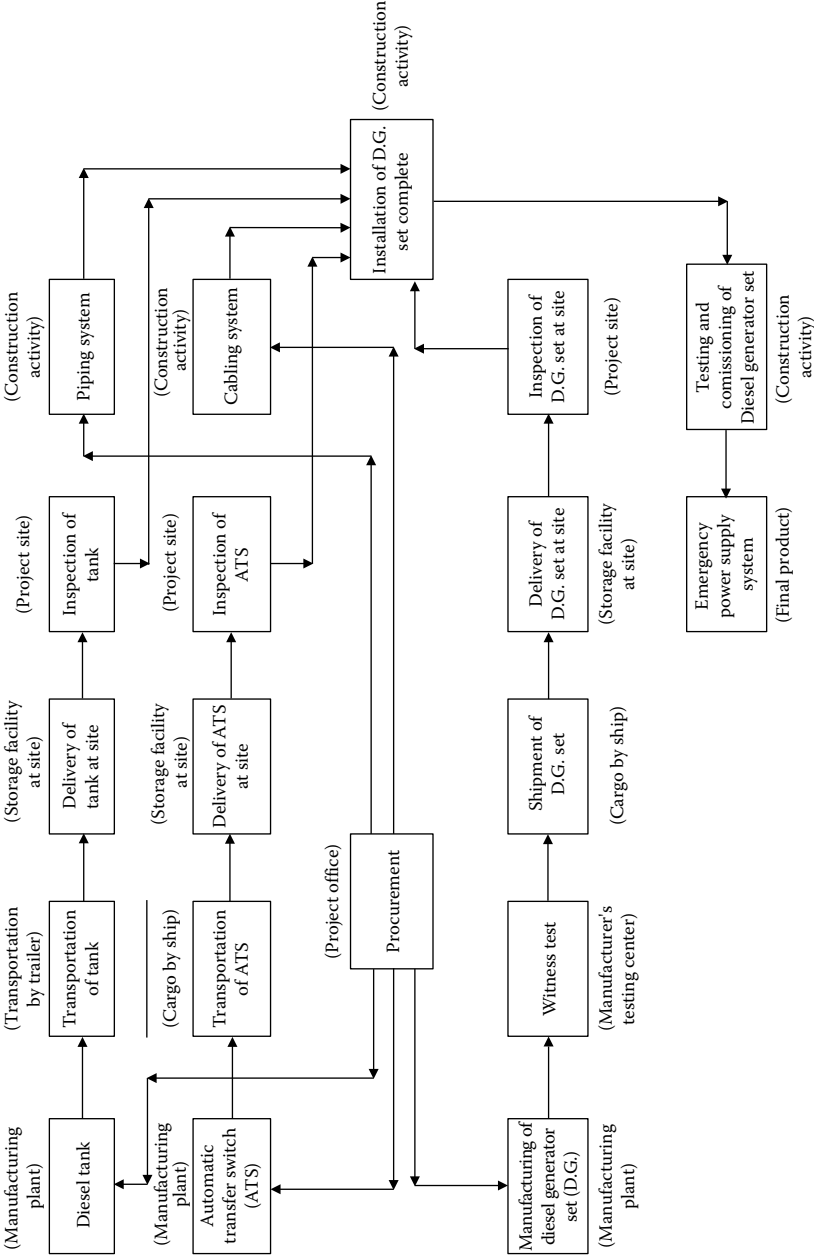 (Manufacturing
plant)
Diesel tank
(Transportation
by trailer)
Transportation
of tank
(Storage facility
at site)
Delivery of
tank at site
(Project site)
Inspection of
tank
(Construction
activity)
Piping system
(Manufacturing
plant)
Automatic
transfer switch
(ATS)
(Cargo by ship)
Transportation
of ATS
(Storage facility
at site)
Delivery of ATS
at site
(Project site)
Inspection of
ATS
(Construction
activity)
Cabling system
(Project office)
Procurement
Installation of D.G.
set complete
(Construction
activity)
Manufacturing of
diesel generator
set (D.G.)
(Manufacturing
plant)
Witness test
(Manufacturer's
testing center)
Shipment of
D.G. set
(Cargo by ship)
Delivery of
D.G. set at site
(Storage facility
at site)
Inspection of
D.G. set at site
(Project site)
Emergency
power supply
system
(Final product)
Testing and
comissioning of
Diesel generator set
(Construction
activity)